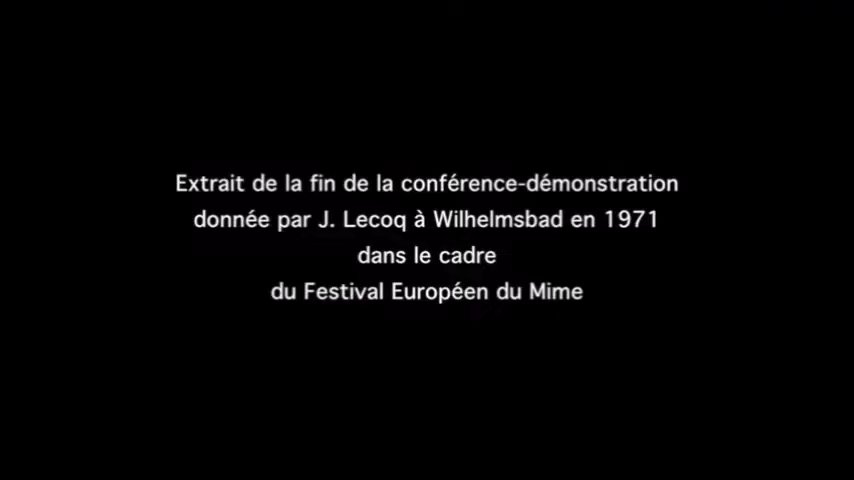 Extrait de la fin de la conférence-démonstration
donnée par J. Lecoq à Wilhelmsbad en 1971
dans le cadre
du Festival Européen du Mime